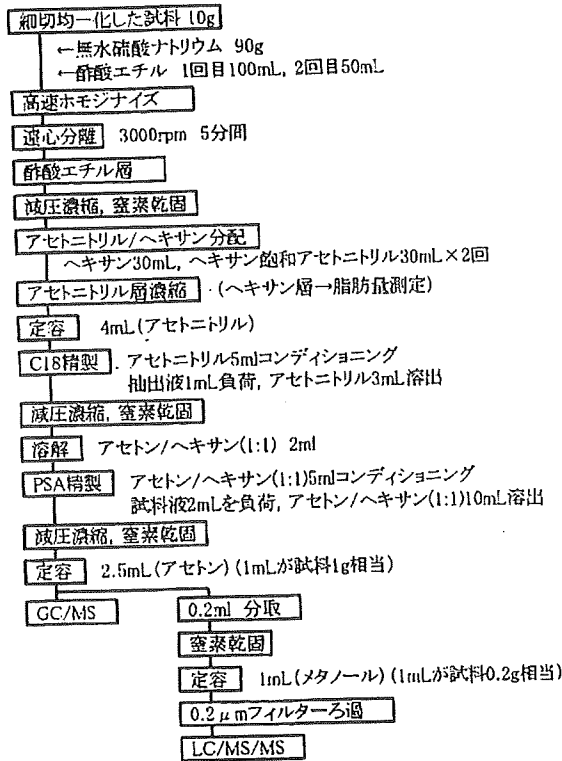 細切均一化した試料 10g
←無水硫酸ナトリウム 90g
←酢酸エチル 1回目100mL, 2回目50mL
高速ホモジナイズ
遠心分離 3000rpm 5分間
酢酸エチル層
減圧濃縮, 窒素乾固
アセトニトリル/ヘキサン分配
ヘキサン30mL, ヘキサン飽和アセトニトリル30mL×2回
アセトニトリル層濃縮 (ヘキサン層→脂肪量測定)
定容 4mL(アセトニトリル)
C18精製 アセトニトリル5mlコンディショニング
抽出液1mL負荷, アセトニトリル3mL溶出
減圧濃縮, 窒素乾固
溶解 アセトン/ヘキサン(1:1) 2ml
PSA精製 アセトン/ヘキサン(1:1)5mlコンディショニング
試料液2mLを負荷, アセトン/ヘキサン(1:1)10mL溶出
減圧濃縮, 窒素乾固
定容 2.5mL(アセトン) (1mLが試料1g相当)
GC/MS 0.2ml 分取
窒素乾固
定容 1mL(メタノール) (1mLが試料0.2g相当)
0.2μmフィルターろ過
LC/MS/MS